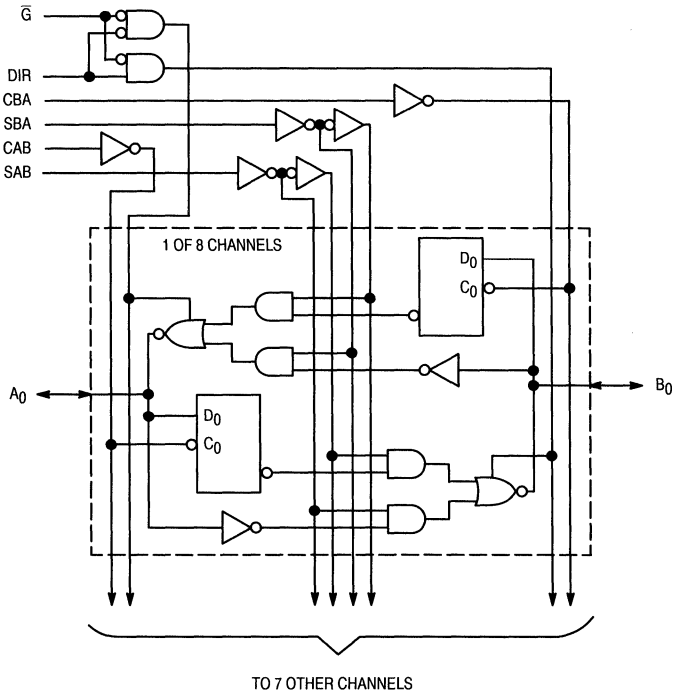 G̅
DIR
CBA
SBA
CAB
SAB
1 OF 8 CHANNELS
D₀
C₀
A₀
B₀
D₀
C₀
TO 7 OTHER CHANNELS